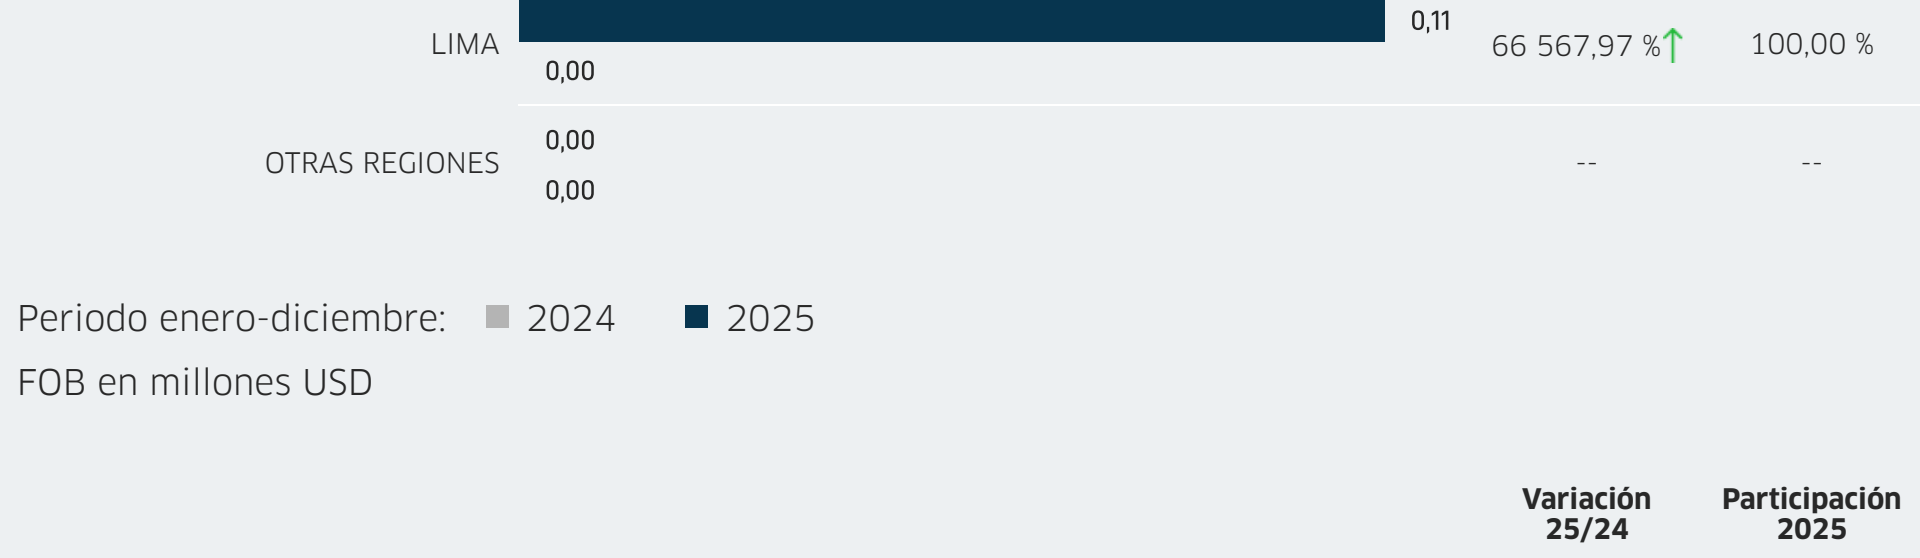 0,11
LIMA
66 567,97 %
100,00 %
0,00
0,00
OTRAS REGIONES
--
--
0,00
Periodo enero-diciembre: 2024 2025
FOB en millones USD
Variación Participación
25/24 2025